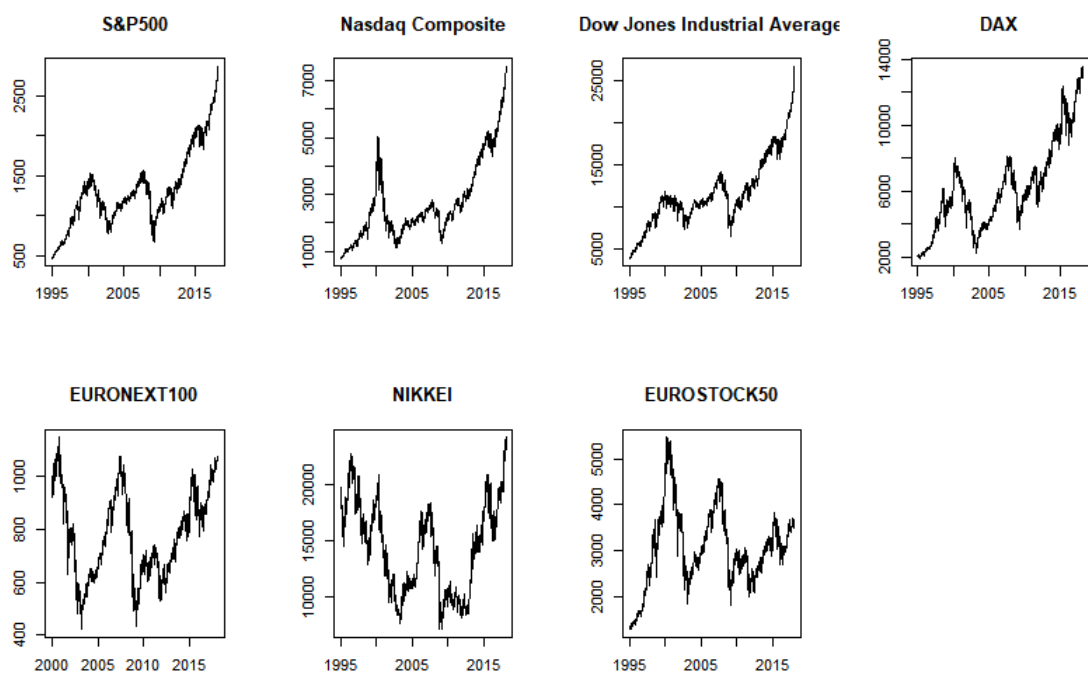 S&P500
2500
1500
500
1995 2005 2015
Nasdaq Composite
7000
5000
3000
1000
1995 2005 2015
Dow Jones Industrial Average
25000
15000
5000
1995 2005 2015
DAX
14000
10000
6000
2000
1995 2005 2015
EURONEXT100
1000
800
600
400
2000 2005 2010 2015
NIKKEI
20000
15000
10000
1995 2005 2015
EUROSTOCK50
5000
4000
3000
2000
1995 2005 2015